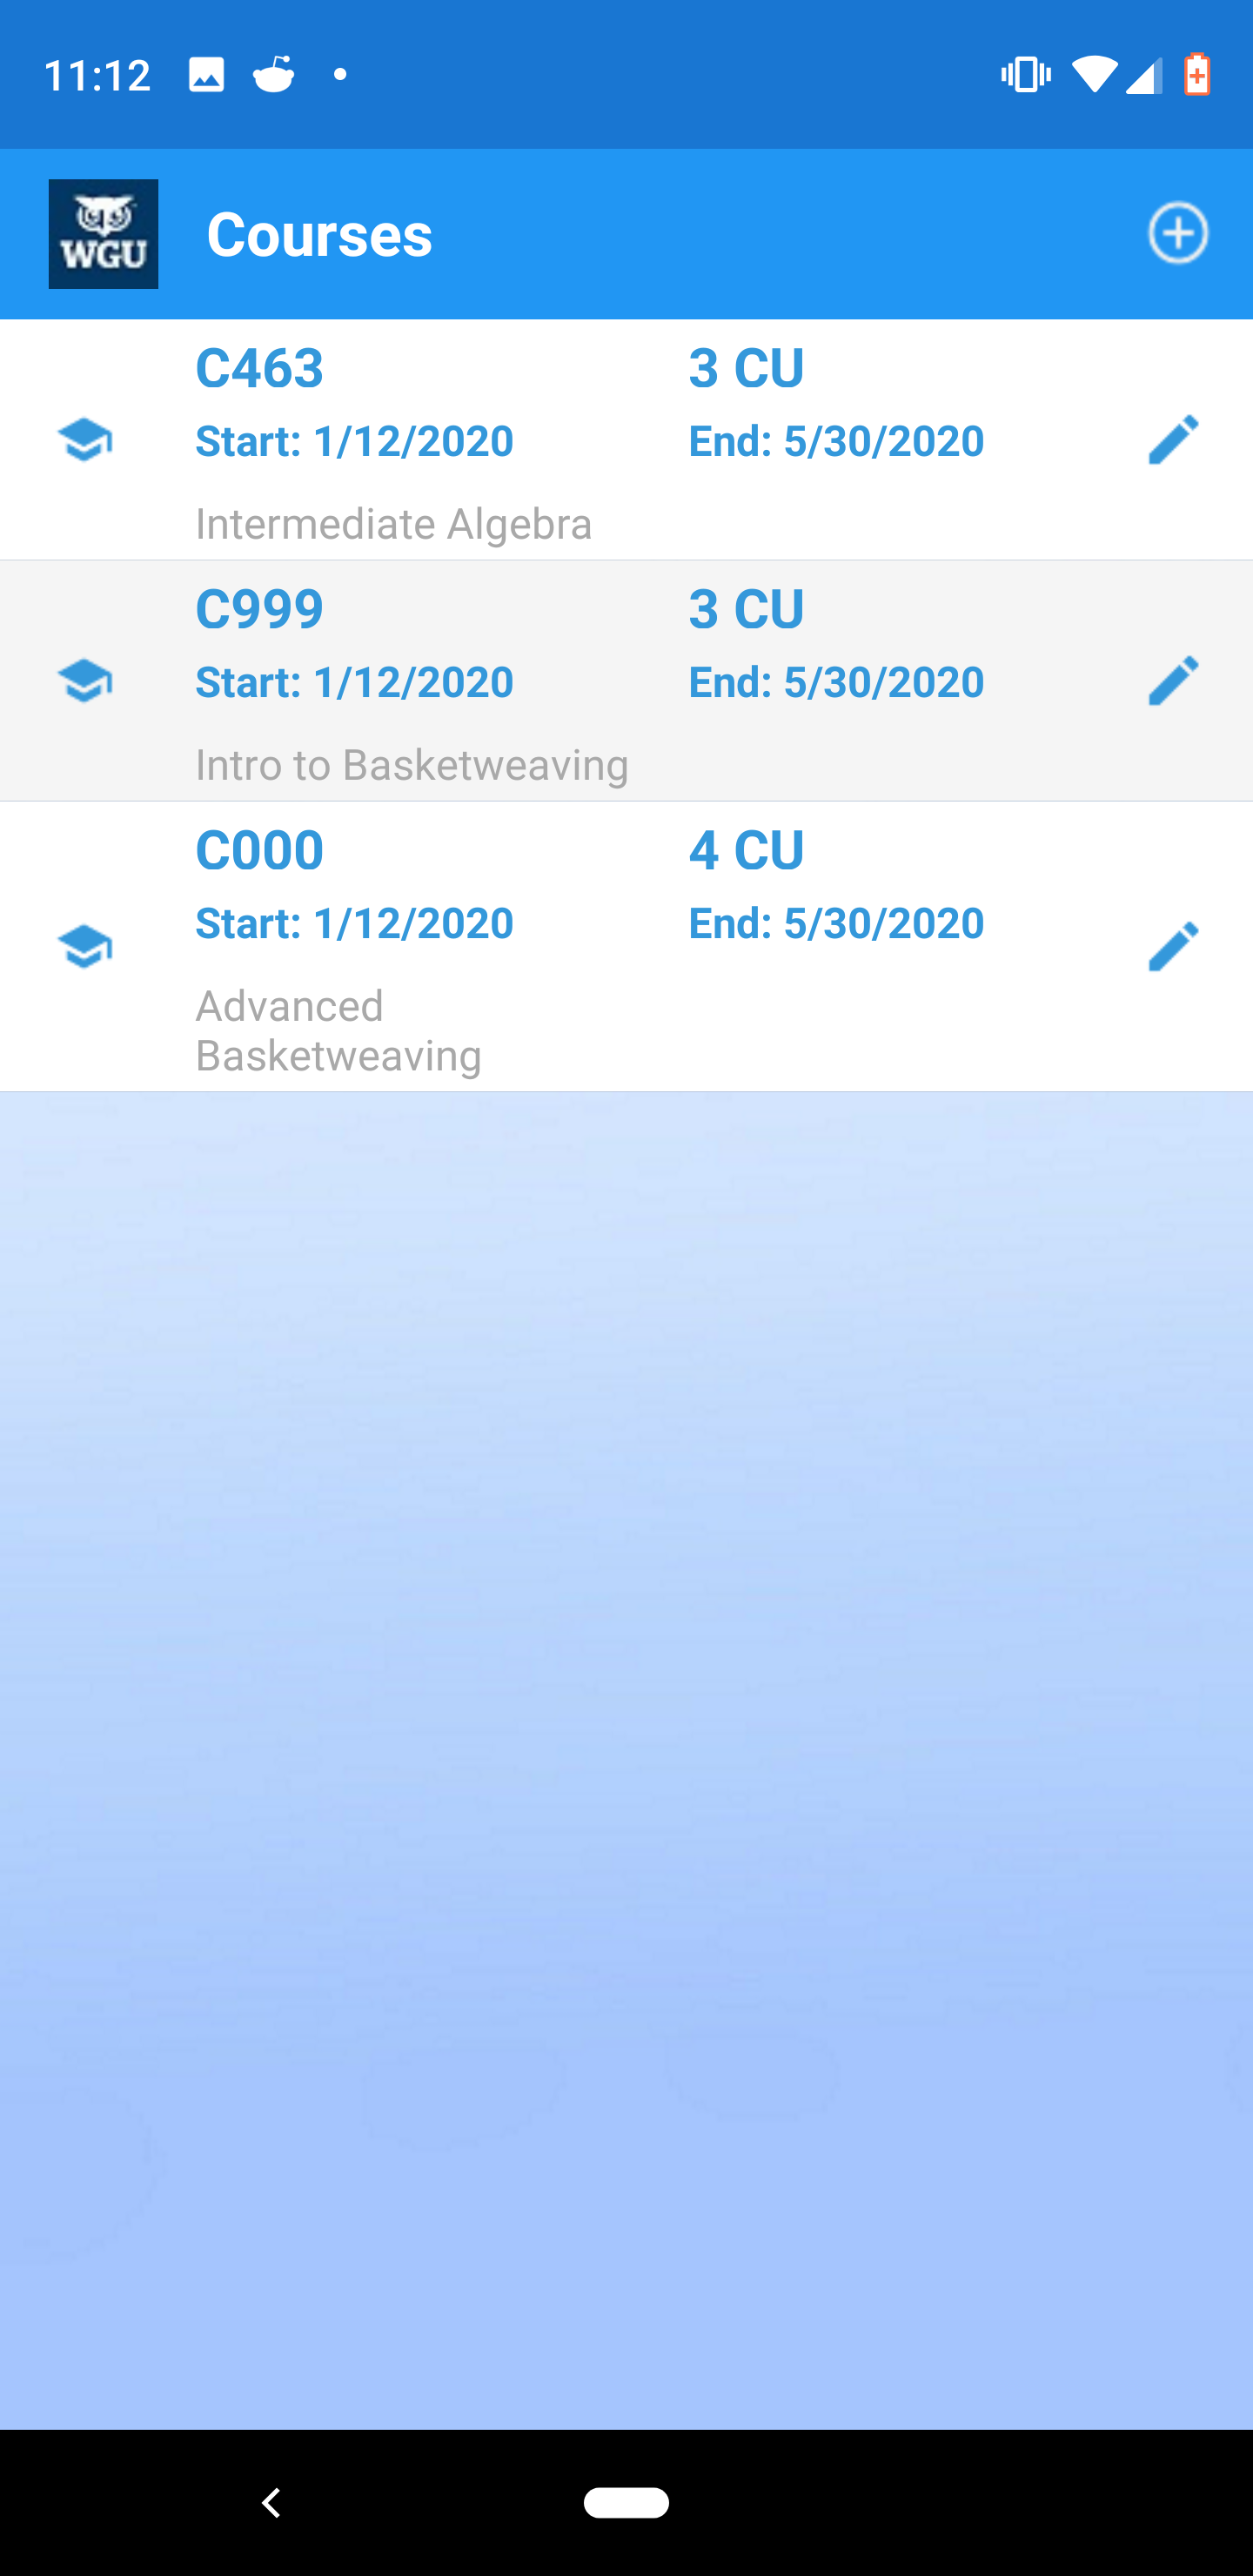 11:12
WGU
Courses
C463 3 CU
Start: 1/12/2020 End: 5/30/2020
Intermediate Algebra
C999 3 CU
Start: 1/12/2020 End: 5/30/2020
Intro to Basketweaving
C000 4 CU
Start: 1/12/2020 End: 5/30/2020
Advanced
Basketweaving